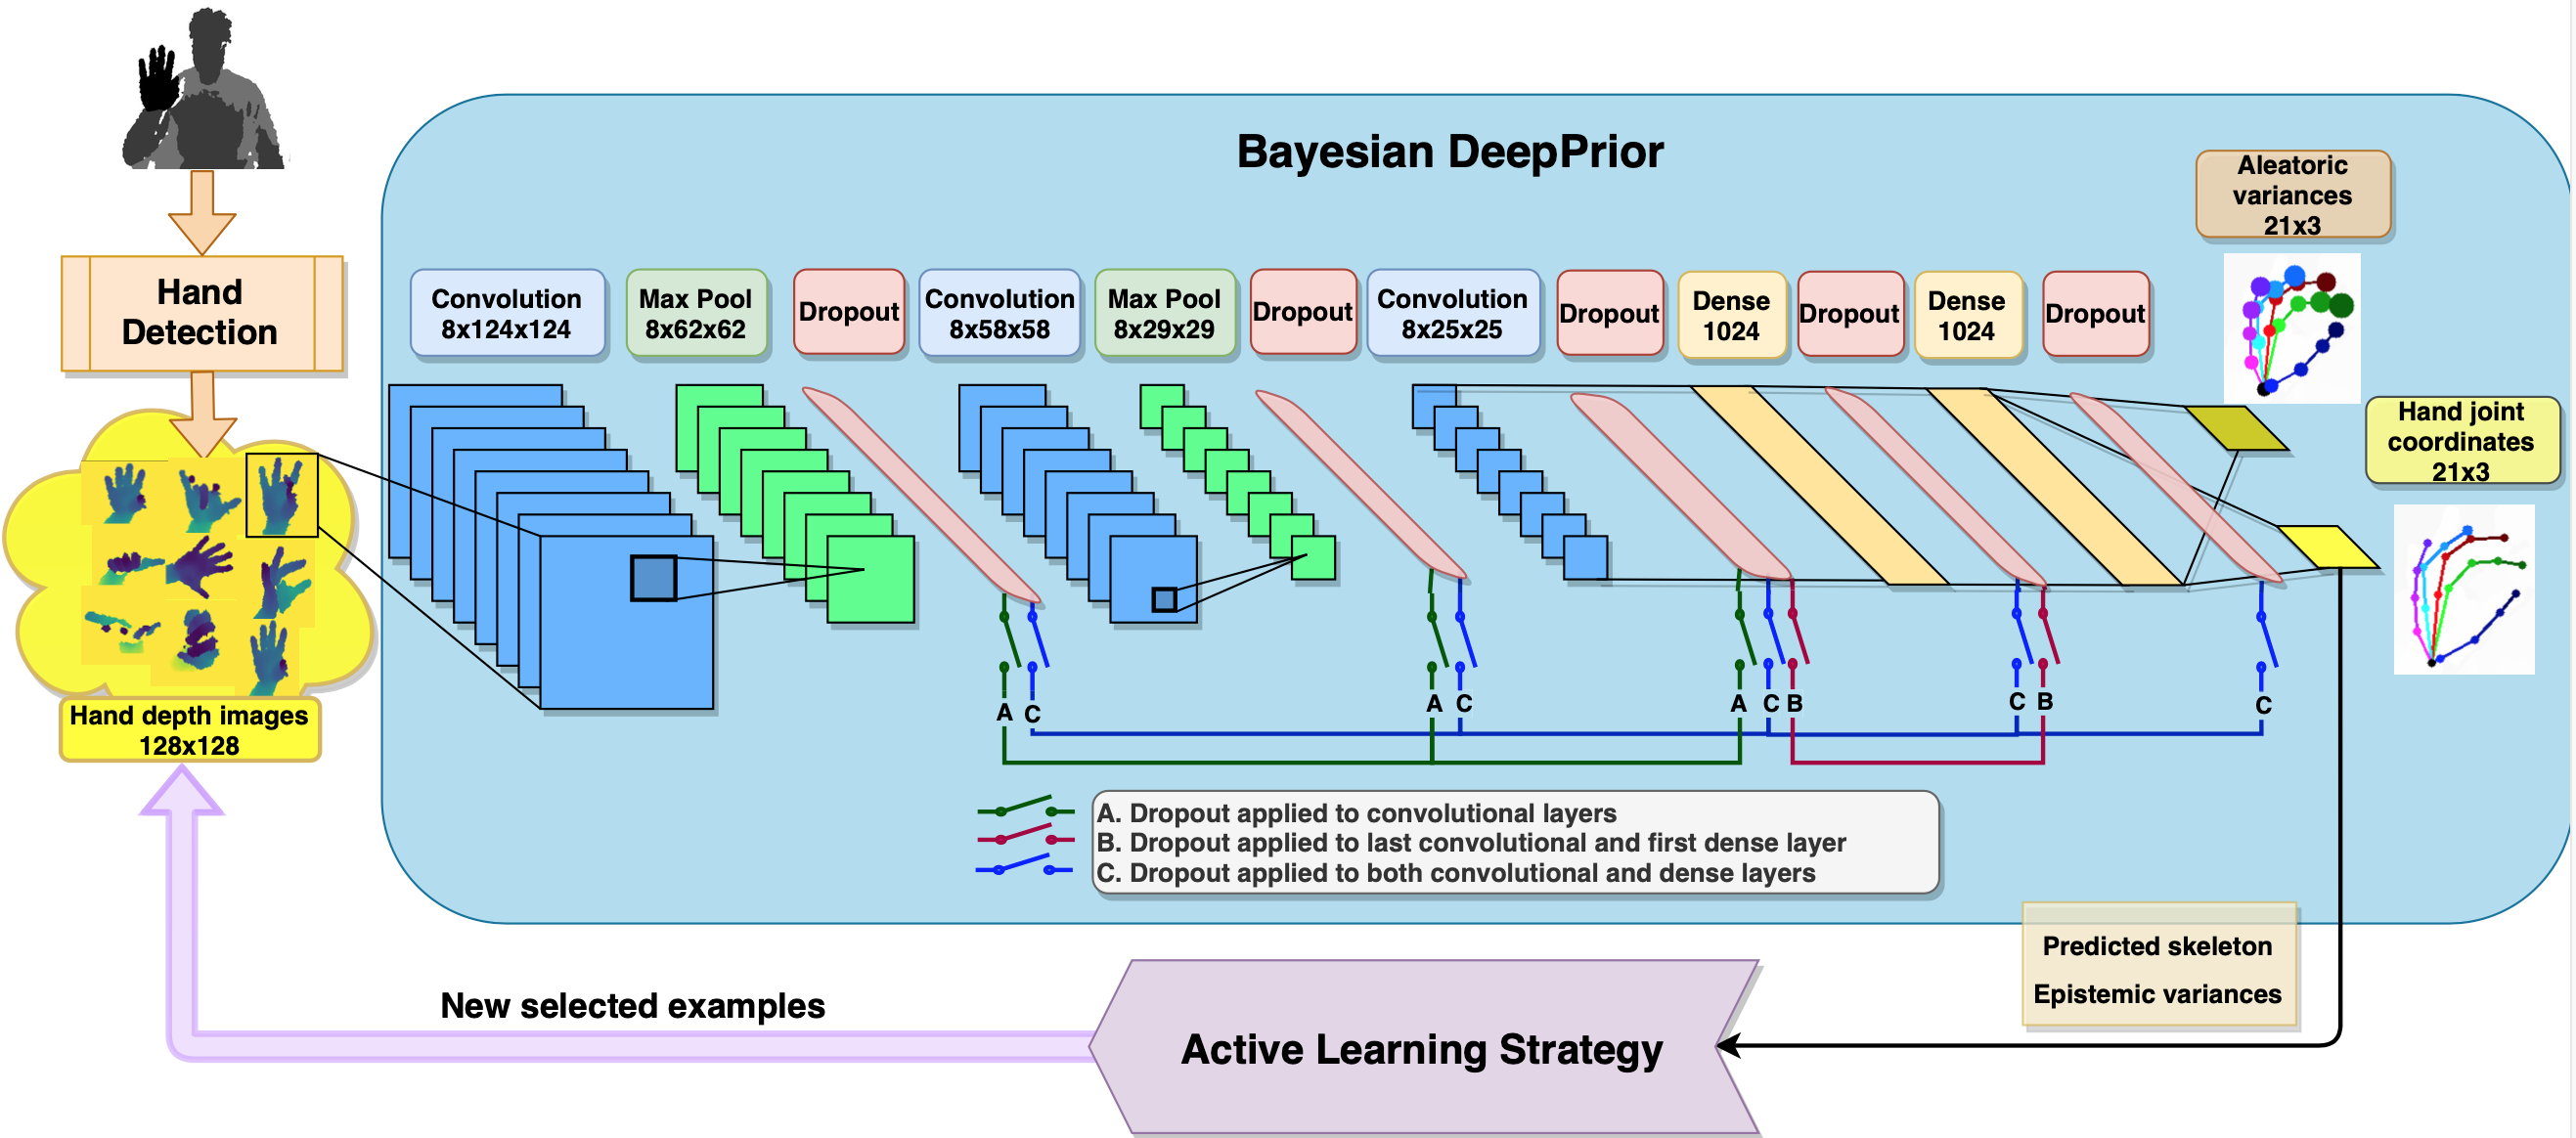 Bayesian DeepPrior
Aleatoric
variances
21x3
Hand
Detection
Convolution
8x124x124
Max Pool
8x62x62
Dropout
Convolution
8x58x58
Max Pool
8x29x29
Dropout
Convolution
8x25x25
Dropout
Dense
1024
Dropout
Dense
1024
Dropout
Hand joint
coordinates
21x3
Hand depth images
128x128
A C
A C
A C B
C B
C
A. Dropout applied to convolutional layers
B. Dropout applied to last convolutional and first dense layer
C. Dropout applied to both convolutional and dense layers
Predicted skeleton
Epistemic variances
New selected examples
Active Learning Strategy